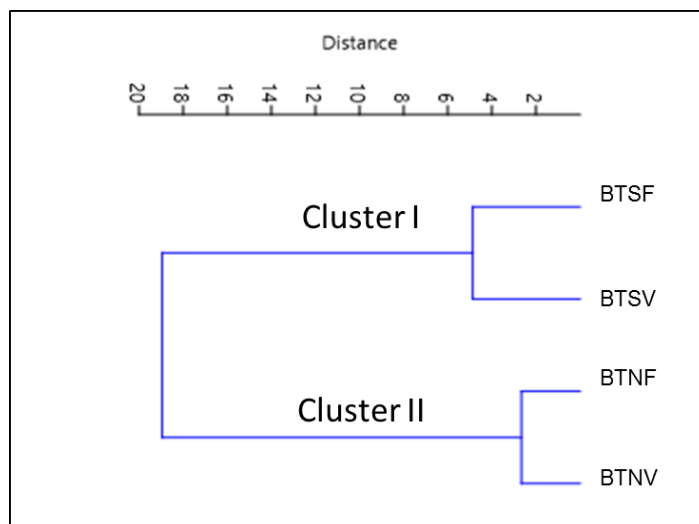 Distance
20 18 16 14 12 10 8 6 4 2
BTSF
Cluster I
BTSV
BTNF
Cluster II
BTNV